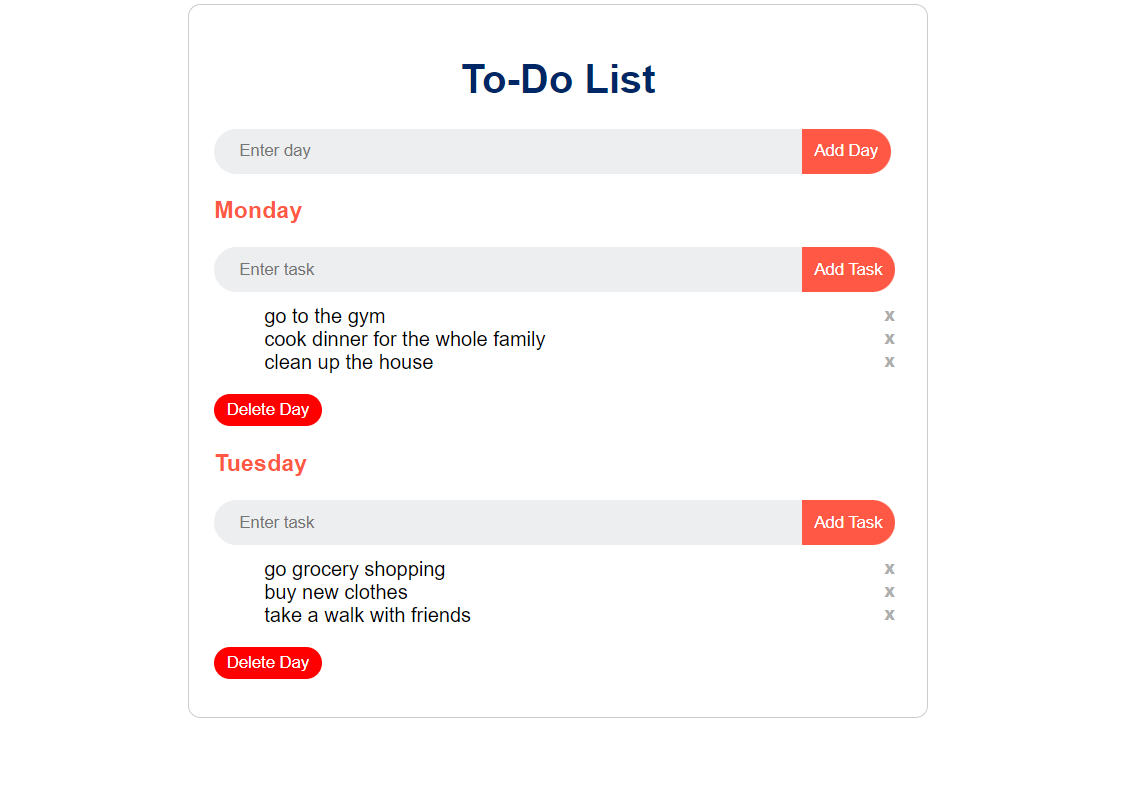 To-Do List
Enter day Add Day
Monday
Enter task Add Task
go to the gym x
cook dinner for the whole family x
clean up the house x
Delete Day
Tuesday
Enter task Add Task
go grocery shopping x
buy new clothes x
take a walk with friends x
Delete Day